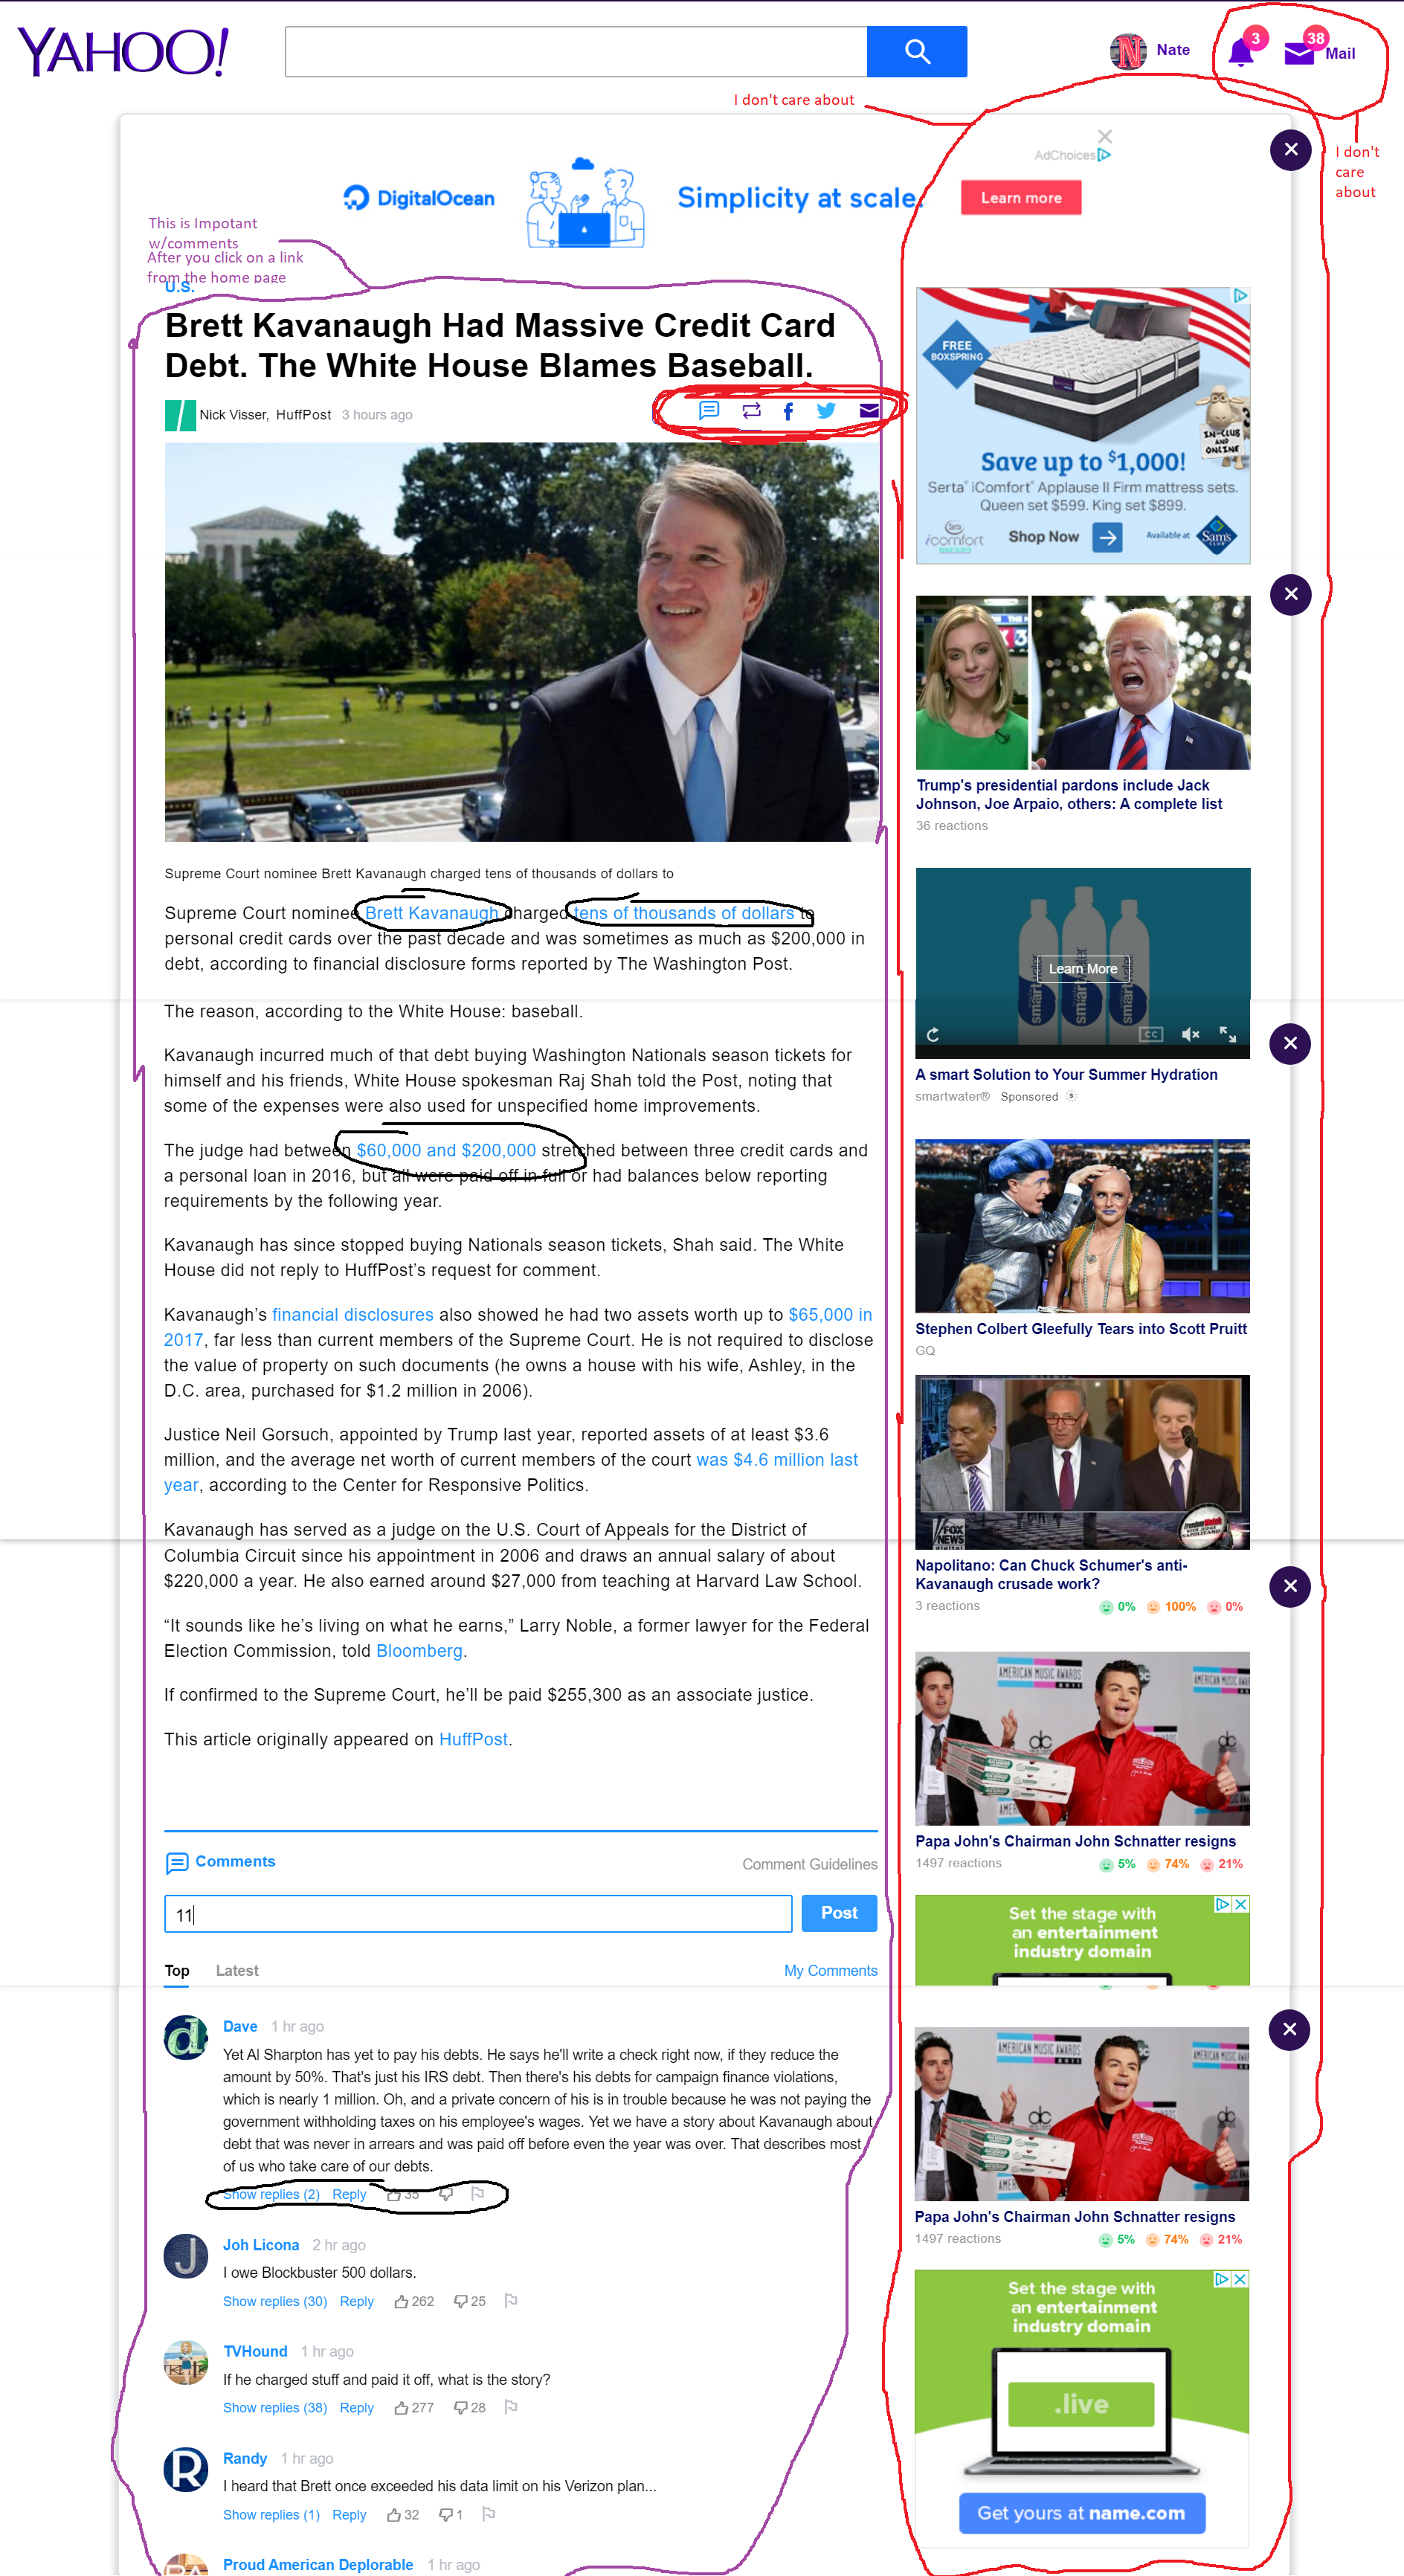 YAHOO!
Nate
3
38
Mail
I don't care about
I don't
care
about
AdChoices
DigitalOcean
Simplicity at scale.
Learn more
This is Impotant
w/comments
After you click on a link
from the home page
U.S.
Brett Kavanaugh Had Massive Credit Card
Debt. The White House Blames Baseball.
Nick Visser, HuffPost 3 hours ago
Supreme Court nominee Brett Kavanaugh charged tens of thousands of dollars to
Supreme Court nominee Brett Kavanaugh charged tens of thousands of dollars to
personal credit cards over the past decade and was sometimes as much as $200,000 in
debt, according to financial disclosure forms reported by The Washington Post.
The reason, according to the White House: baseball.
Kavanaugh incurred much of that debt buying Washington Nationals season tickets for
himself and his friends, White House spokesman Raj Shah told the Post, noting that
some of the expenses were also used for unspecified home improvements.
The judge had between $60,000 and $200,000 stretched between three credit cards and
a personal loan in 2016, but all were paid off in full or had balances below reporting
requirements by the following year.
Kavanaugh has since stopped buying Nationals season tickets, Shah said. The White
House did not reply to HuffPost’s request for comment.
Kavanaugh’s financial disclosures also showed he had two assets worth up to $65,000 in
2017, far less than current members of the Supreme Court. He is not required to disclose
the value of property on such documents (he owns a house with his wife, Ashley, in the
D.C. area, purchased for $1.2 million in 2006).
Justice Neil Gorsuch, appointed by Trump last year, reported assets of at least $3.6
million, and the average net worth of current members of the court was $4.6 million last
year, according to the Center for Responsive Politics.
Kavanaugh has served as a judge on the U.S. Court of Appeals for the District of
Columbia Circuit since his appointment in 2006 and draws an annual salary of about
$220,000 a year. He also earned around $27,000 from teaching at Harvard Law School.
“It sounds like he’s living on what he earns,” Larry Noble, a former lawyer for the Federal
Election Commission, told Bloomberg.
If confirmed to the Supreme Court, he’ll be paid $255,300 as an associate justice.
This article originally appeared on HuffPost.
Comments
Comment Guidelines
11
Post
Top Latest
My Comments
Dave 1 hr ago
Yet Al Sharpton has yet to pay his debts. He says he'll write a check right now, if they reduce the
amount by 50%. That's just his IRS debt. Then there's his debts for campaign finance violations,
which is nearly 1 million. Oh, and a private concern of his is in trouble because he was not paying the
government withholding taxes on his employee's wages. Yet we have a story about Kavanaugh about
debt that was never in arrears and was paid off before even the year was over. That describes most
of us who take care of our debts.
Show replies (2) Reply 35
Joh Licona 2 hr ago
I owe Blockbuster 500 dollars.
Show replies (30) Reply 262 25
TVHound 1 hr ago
If he charged stuff and paid it off, what is the story?
Show replies (38) Reply 277 28
Randy 1 hr ago
I heard that Brett once exceeded his data limit on his Verizon plan...
Show replies (1) Reply 32 1
Proud American Deplorable 1 hr ago
FREE
BOXSPRING
IN-CLUB
AND
ONLINE
Save up to $1,000!
Serta® iComfort® Applause II Firm mattress sets.
Queen set $599. King set $899.
Serta
icomfort
Shop Now
Available at
Sam's
CLUB
Trump's presidential pardons include Jack
Johnson, Joe Arpaio, others: A complete list
36 reactions
Learn More
smartwater
CC
A smart Solution to Your Summer Hydration
smartwater® Sponsored
Stephen Colbert Gleefully Tears into Scott Pruitt
GQ
FOX
NEWS
Napolitano: Can Chuck Schumer's anti-
Kavanaugh crusade work?
3 reactions
0% 100% 0%
AMERICAN MUSIC AWARDS
2011
abc
Papa John's Chairman John Schnatter resigns
1497 reactions
5% 74% 21%
Set the stage with
an entertainment
industry domain
AMERICAN MUSIC AWARDS
2011
abc
Papa John's Chairman John Schnatter resigns
1497 reactions
5% 74% 21%
Set the stage with
an entertainment
industry domain
.live
Get yours at name.com